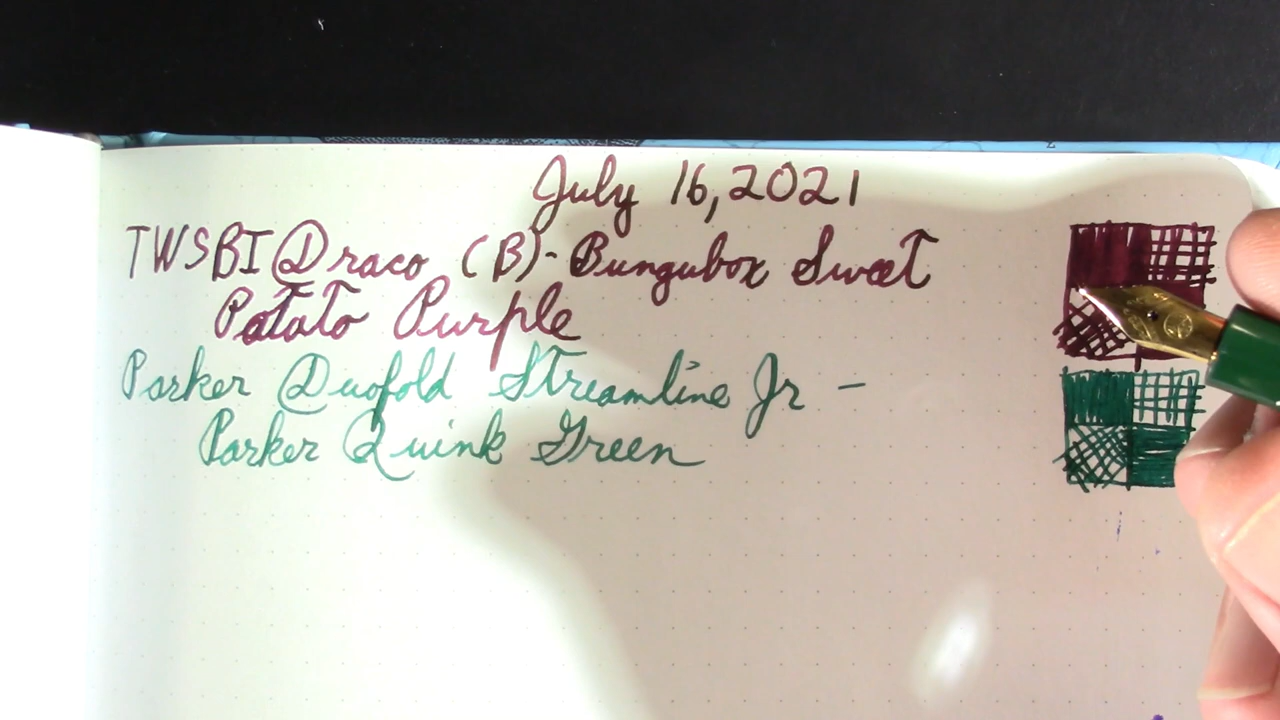 July 16, 2021
TWSBI Draco (B) - Bungubox Sweet
Potato Purple
Parker Duofold Streamline Jr -
Parker Quink Green